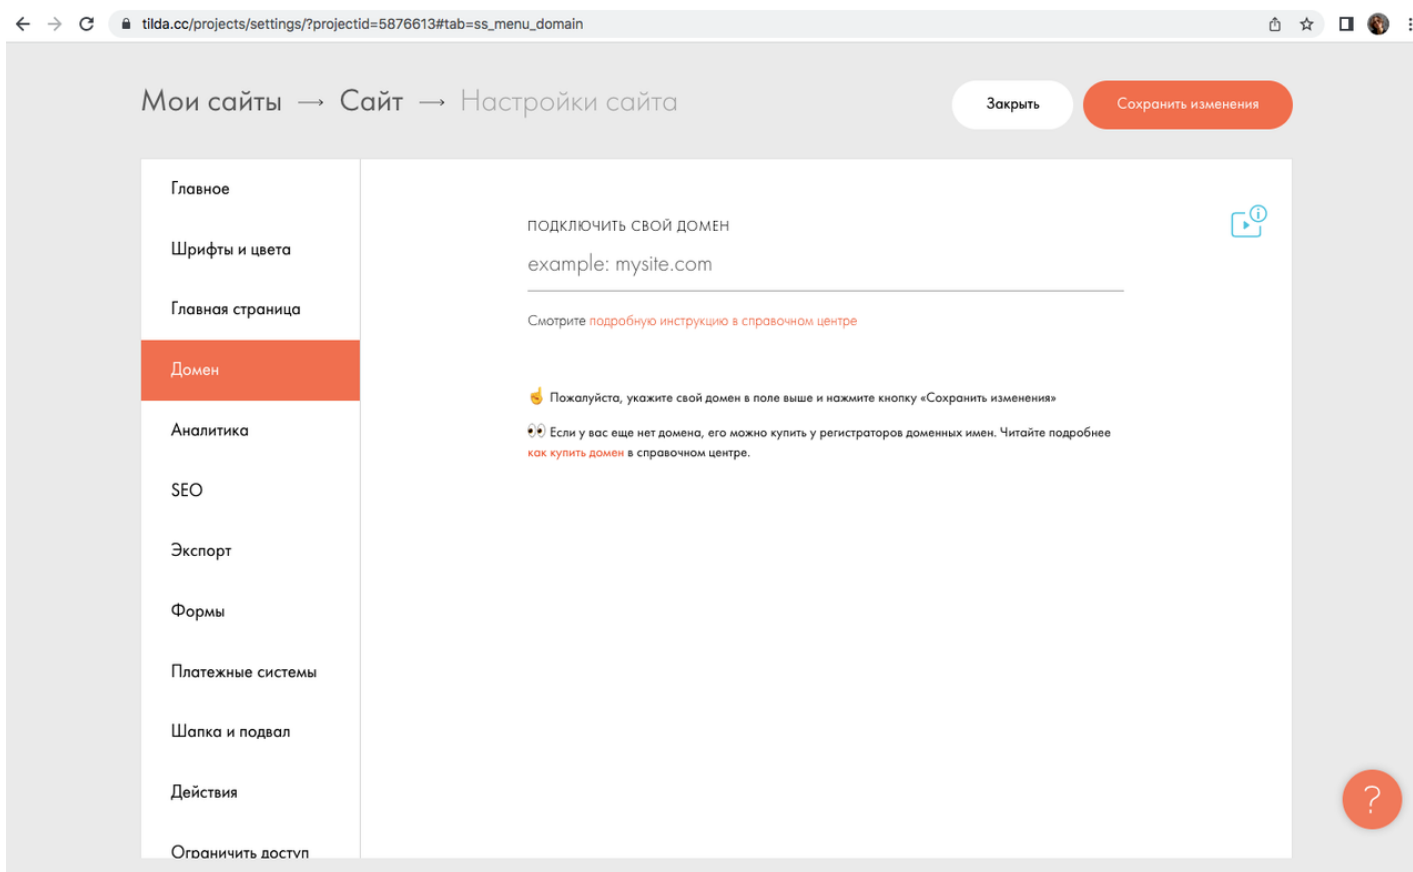 tilda.cc/projects/settings/?projectid=5876613#tab=ss_menu_domain
Мои сайты → Сайт → Настройки сайта
Закрыть
Сохранить изменения
Главное
Шрифты и цвета
Главная страница
Домен
Аналитика
SEO
Экспорт
Формы
Платежные системы
Шапка и подвал
Действия
Ограничить доступ
ПОДКЛЮЧИТЬ СВОЙ ДОМЕН
example: mysite.com
Смотрите подробную инструкцию в справочном центре
☝ Пожалуйста, укажите свой домен в поле выше и нажмите кнопку «Сохранить изменения»
👀 Если у вас еще нет домена, его можно купить у регистраторов доменных имен. Читайте подробнее
как купить домен в справочном центре.
?